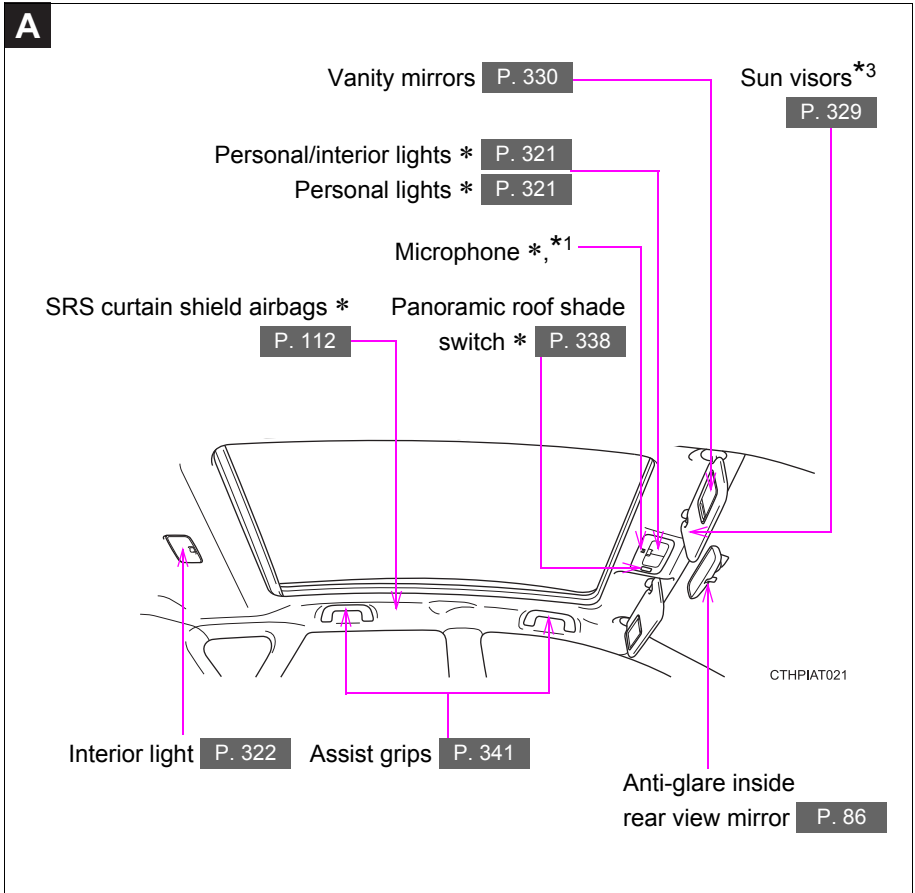 A
Vanity mirrors P. 330
Sun visors*3
P. 329
Personal/interior lights * P. 321
Personal lights * P. 321
Microphone *,*1
SRS curtain shield airbags *
P. 112
Panoramic roof shade
switch * P. 338
CTHPIAT021
Interior light P. 322
Assist grips P. 341
Anti-glare inside
rear view mirror P. 86